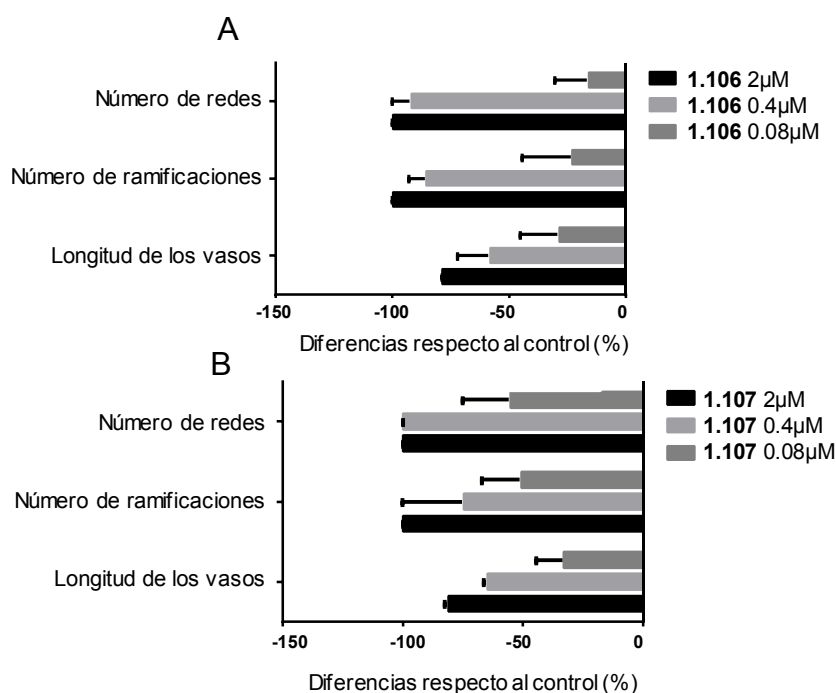 A
Número de redes
Número de ramificaciones
Longitud de los vasos
1.106 2µM
1.106 0.4µM
1.106 0.08µM
-150 -100 -50 0
Diferencias respecto al control (%)
B
Número de redes
Número de ramificaciones
Longitud de los vasos
1.107 2µM
1.107 0.4µM
1.107 0.08µM
-150 -100 -50 0
Diferencias respecto al control (%)